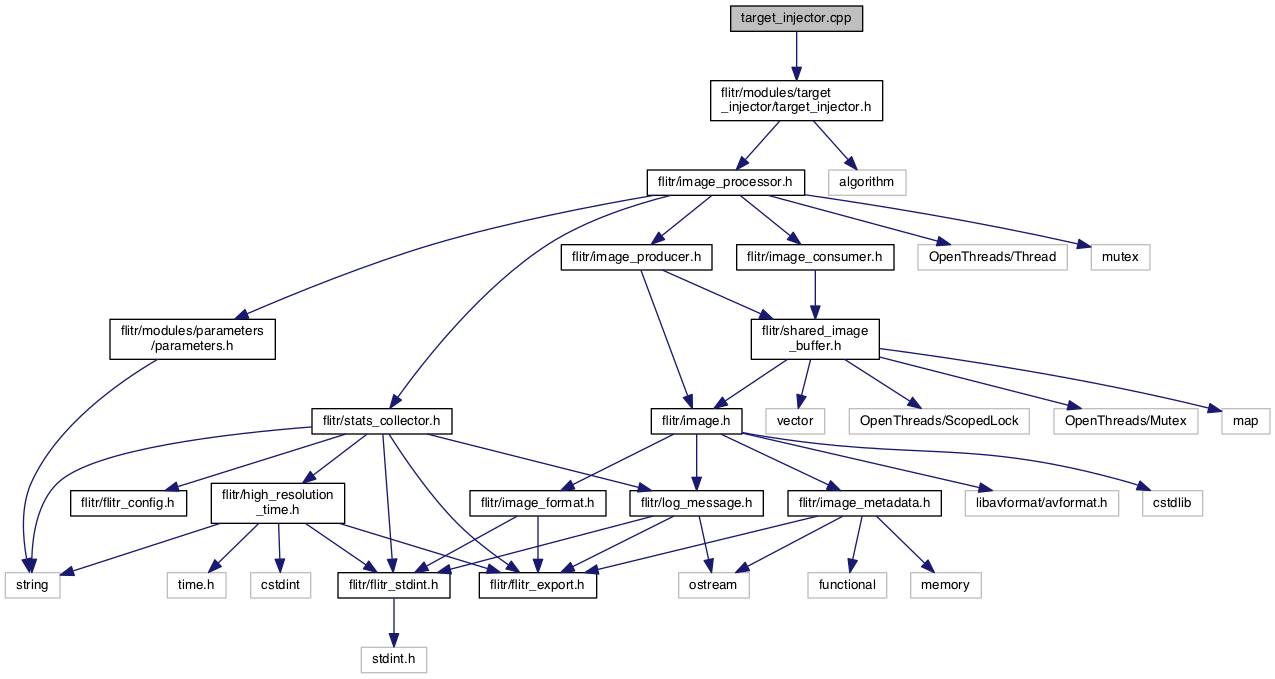 target_injector.cpp
flitr/modules/target
_injector/target_injector.h
flitr/image_processor.h
algorithm
flitr/image_producer.h
flitr/image_consumer.h
OpenThreads/Thread
mutex
flitr/modules/parameters
/parameters.h
flitr/shared_image
_buffer.h
flitr/stats_collector.h
flitr/image.h
vector
OpenThreads/ScopedLock
OpenThreads/Mutex
map
flitr/flitr_config.h
flitr/high_resolution
_time.h
flitr/image_format.h
flitr/log_message.h
flitr/image_metadata.h
libavformat/avformat.h
cstdlib
string
time.h
cstdint
flitr/flitr_stdint.h
flitr/flitr_export.h
ostream
functional
memory
stdint.h